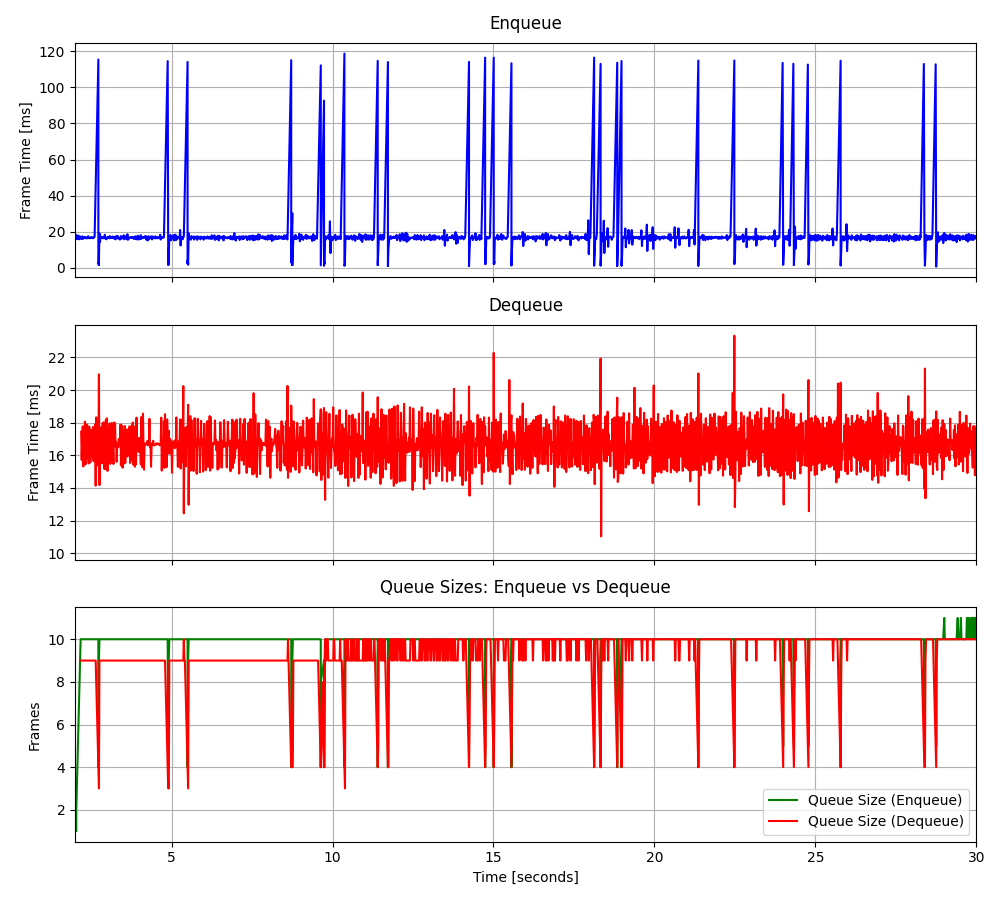 Enqueue
Frame Time [ms]
120
100
80
60
40
20
0
Dequeue
Frame Time [ms]
22
20
18
16
14
12
10
Queue Sizes: Enqueue vs Dequeue
Frames
10
8
6
4
2
Queue Size (Enqueue)
Queue Size (Dequeue)
5 10 15 20 25 30
Time [seconds]